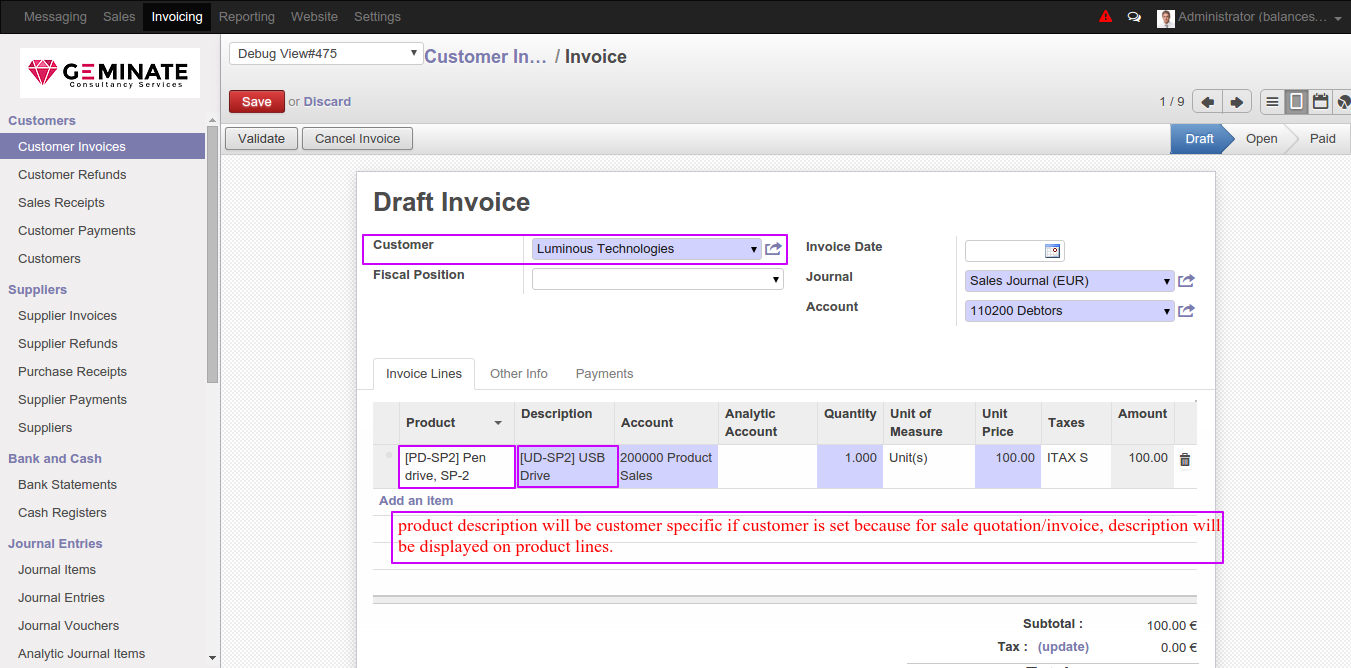 Messaging Sales Invoicing Reporting Website Settings Administrator (balances...
GEMINATE
Consultancy Services
Customers
Customer Invoices
Customer Refunds
Sales Receipts
Customer Payments
Customers
Suppliers
Supplier Invoices
Supplier Refunds
Purchase Receipts
Supplier Payments
Suppliers
Bank and Cash
Bank Statements
Cash Registers
Journal Entries
Journal Items
Journal Entries
Journal Vouchers
Analytic Journal Items
Debug View#475 Customer In... / Invoice
Save or Discard 1 / 9
Validate Cancel Invoice Draft Open Paid
Draft Invoice
Customer Luminous Technologies
Fiscal Position
Invoice Date
Journal Sales Journal (EUR)
Account 110200 Debtors
Invoice Lines Other Info Payments
Product Description Account Analytic Account Quantity Unit of Measure Unit Price Taxes Amount
[PD-SP2] Pen drive, SP-2 [UD-SP2] USB Drive 200000 Product Sales 1.000 Unit(s) 100.00 ITAX S 100.00
Add an item
product description will be customer specific if customer is set because for sale quotation/invoice, description will
be displayed on product lines.
Subtotal : 100.00 €
Tax : (update) 0.00 €